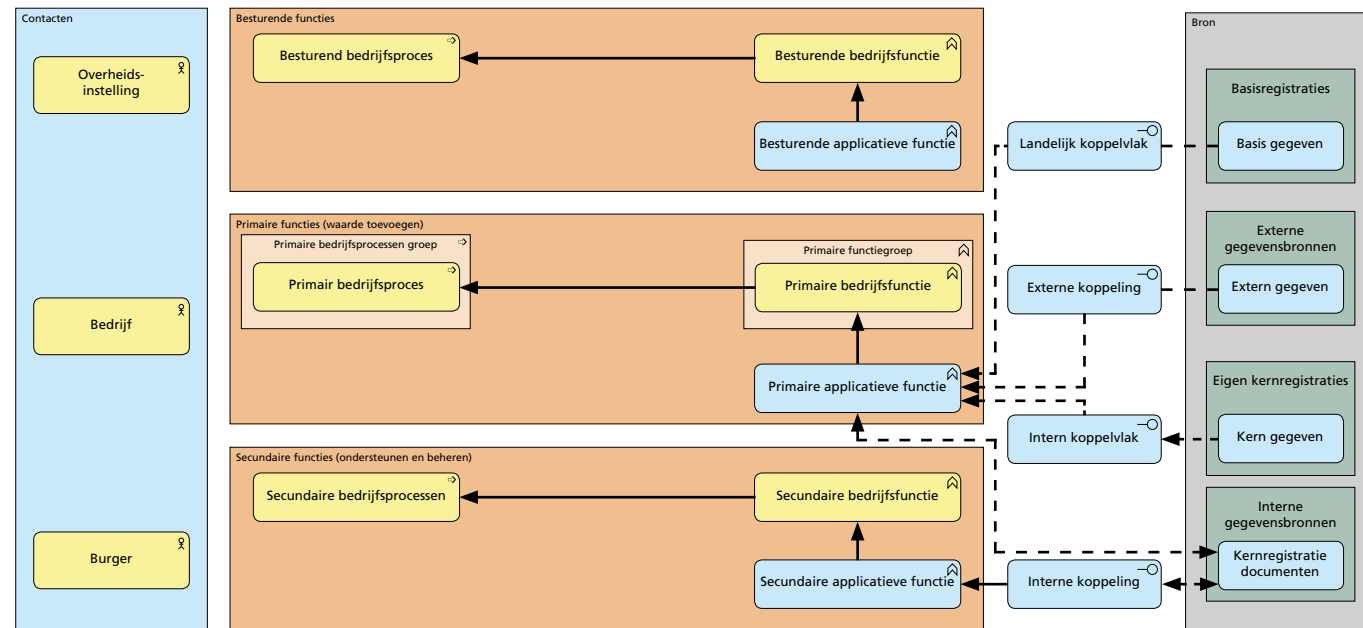 Contacten
Overheids-
instelling
Bedrijf
Burger
Besturende functies
Besturend bedrijfsproces
Besturende bedrijfsfunctie
Besturende applicatieve functie
Primaire functies (waarde toevoegen)
Primaire bedrijfsprocessen groep
Primair bedrijfsproces
Primaire functiegroep
Primaire bedrijfsfunctie
Primaire applicatieve functie
Secundaire functies (ondersteunen en beheren)
Secundaire bedrijfsprocessen
Secundaire bedrijfsfunctie
Secundaire applicatieve functie
Landelijk koppelvlak
Externe koppeling
Intern koppelvlak
Interne koppeling
Bron
Basisregistraties
Basis gegeven
Externe
gegevensbronnen
Extern gegeven
Eigen kernregistraties
Kern gegeven
Interne
gegevensbronnen
Kernregistratie
documenten